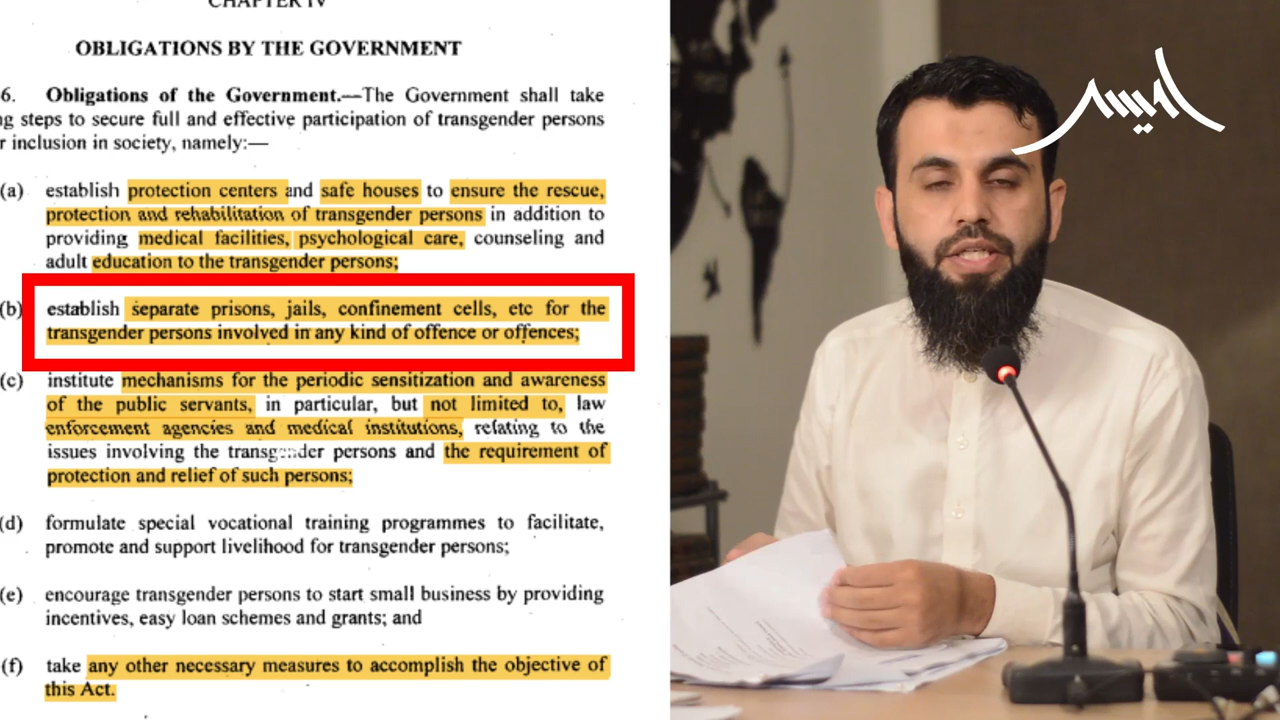 CHAPTER IV
OBLIGATIONS BY THE GOVERNMENT
6. Obligations of the Government.—The Government shall take
ng steps to secure full and effective participation of transgender persons
r inclusion in society, namely:—
(a) establish protection centers and safe houses to ensure the rescue,
protection and rehabilitation of transgender persons in addition to
providing medical facilities, psychological care, counseling and
adult education to the transgender persons;
(b) establish separate prisons, jails, confinement cells, etc for the
transgender persons involved in any kind of offence or offences;
(c) institute mechanisms for the periodic sensitization and awareness
of the public servants, in particular, but not limited to, law
enforcement agencies and medical institutions, relating to the
issues involving the transgender persons and the requirement of
protection and relief of such persons;
(d) formulate special vocational training programmes to facilitate,
promote and support livelihood for transgender persons;
(e) encourage transgender persons to start small business by providing
incentives, easy loan schemes and grants; and
(f) take any other necessary measures to accomplish the objective of
this Act.